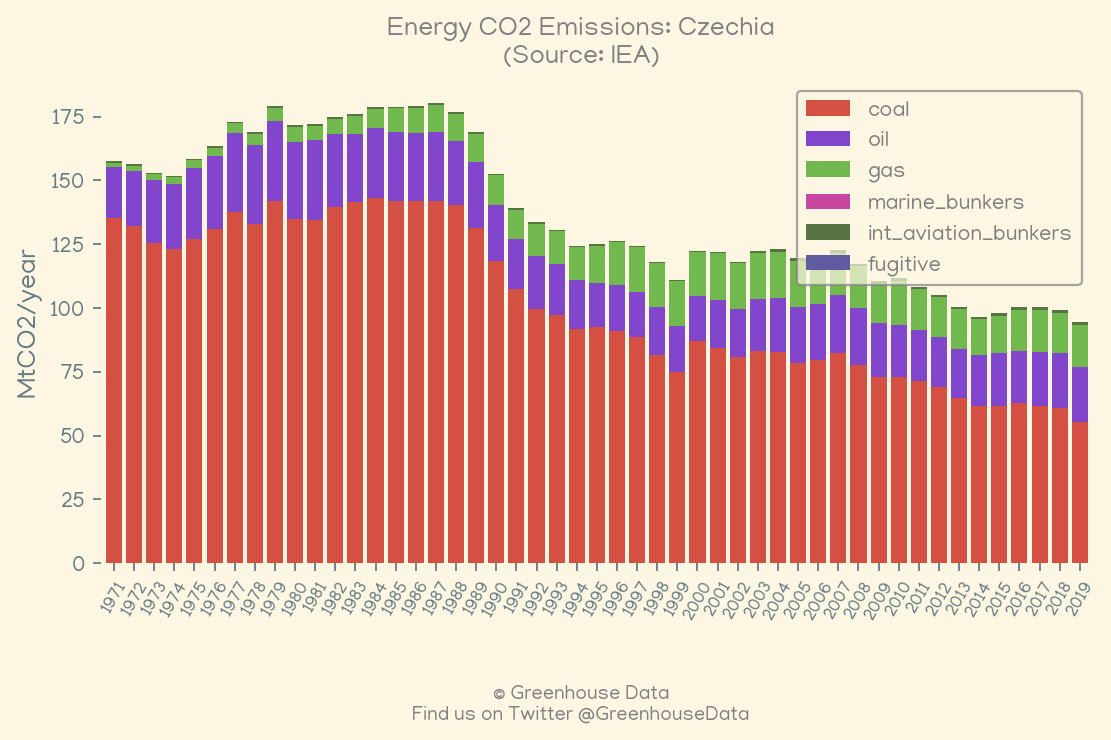 Energy CO2 Emissions: Czechia
(Source: IEA)
MtCO2/year
175
150
125
100
75
50
25
0
coal
oil
gas
marine_bunkers
int_aviation_bunkers
fugitive
1971 1972 1973 1974 1975 1976 1977 1978 1979 1980 1981 1982 1983 1984 1985 1986 1987 1988 1989 1990 1991 1992 1993 1994 1995 1996 1997 1998 1999 2000 2001 2002 2003 2004 2005 2006 2007 2008 2009 2010 2011 2012 2013 2014 2015 2016 2017 2018 2019
© Greenhouse Data
Find us on Twitter @GreenhouseData